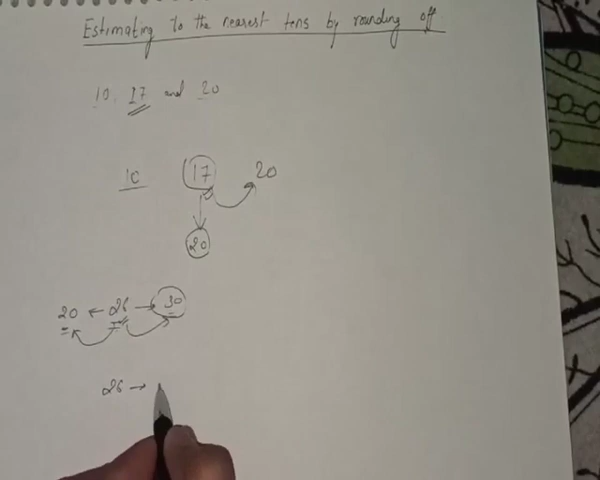 Estimating to the nearest tens by rounding off
10, 17 and 20
10 17 20
20
20 ← 26 → 30
26 →